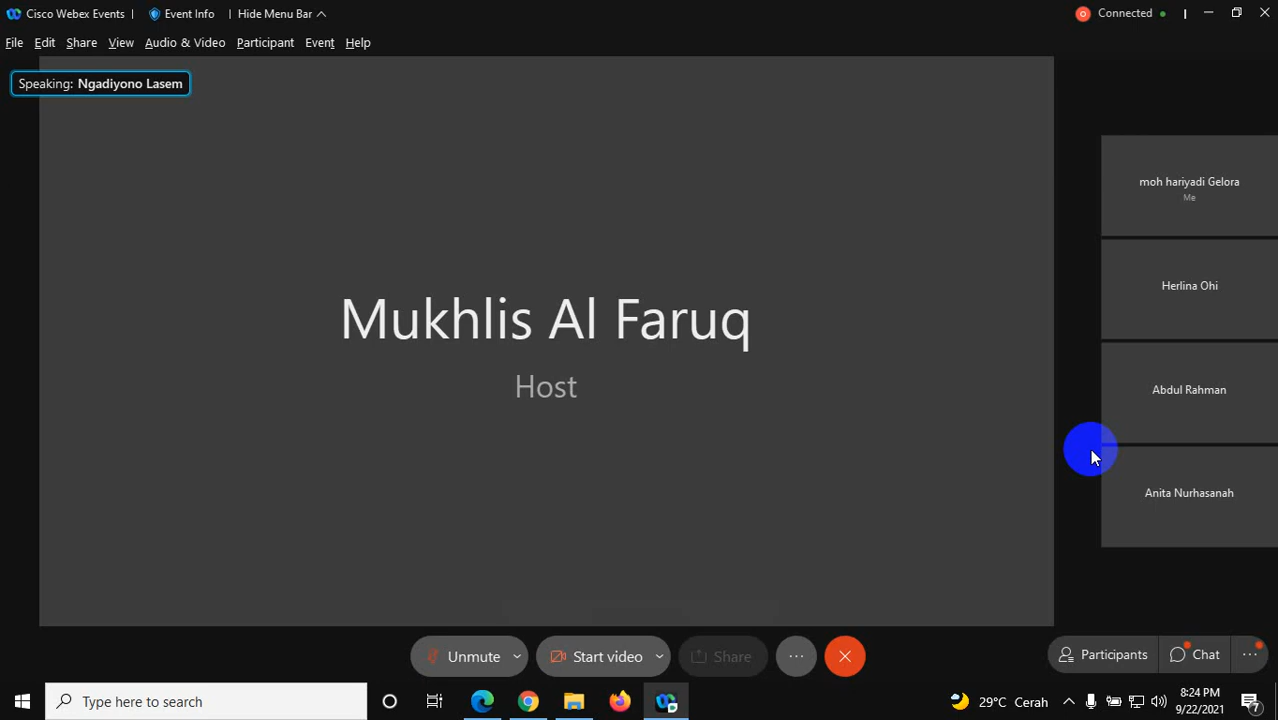 Cisco Webex Events | Event Info | Hide Menu Bar Connected
File Edit Share View Audio & Video Participant Event Help
Speaking: Ngadiyono Lasem
Mukhlis Al Faruq
Host
moh hariyadi Gelora
Me
Herlina Ohi
Abdul Rahman
Anita Nurhasanah
Unmute Start video Share Participants Chat
Type here to search
29°C Cerah
8:24 PM
9/22/2021
7